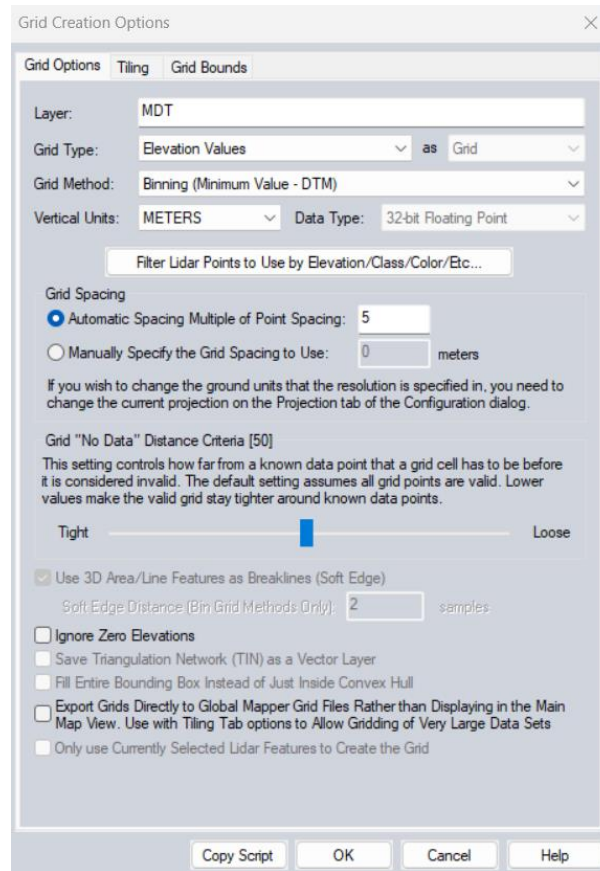 Grid Creation Options
Grid Options Tiling Grid Bounds
Layer: MDT
Grid Type: Elevation Values as Grid
Grid Method: Binning (Minimum Value - DTM)
Vertical Units: METERS Data Type: 32-bit Floating Point
Filter Lidar Points to Use by Elevation/Class/Color/Etc...
Grid Spacing
Automatic Spacing Multiple of Point Spacing: 5
Manually Specify the Grid Spacing to Use: 0 meters
If you wish to change the ground units that the resolution is specified in, you need to
change the current projection on the Projection tab of the Configuration dialog.
Grid "No Data" Distance Criteria [50]
This setting controls how far from a known data point that a grid cell has to be before
it is considered invalid. The default setting assumes all grid points are valid. Lower
values make the valid grid stay tighter around known data points.
Tight Loose
Use 3D Area/Line Features as Breaklines (Soft Edge)
Soft Edge Distance (Bin Grid Methods Only): 2 samples
Ignore Zero Elevations
Save Triangulation Network (TIN) as a Vector Layer
Fill Entire Bounding Box Instead of Just Inside Convex Hull
Export Grids Directly to Global Mapper Grid Files Rather than Displaying in the Main
Map View. Use with Tiling Tab options to Allow Gridding of Very Large Data Sets
Only use Currently Selected Lidar Features to Create the Grid
Copy Script OK Cancel Help